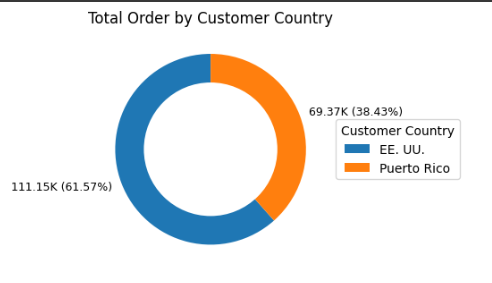 Total Order by Customer Country
69.37K (38.43%)
Customer Country
EE. UU.
Puerto Rico
111.15K (61.57%)